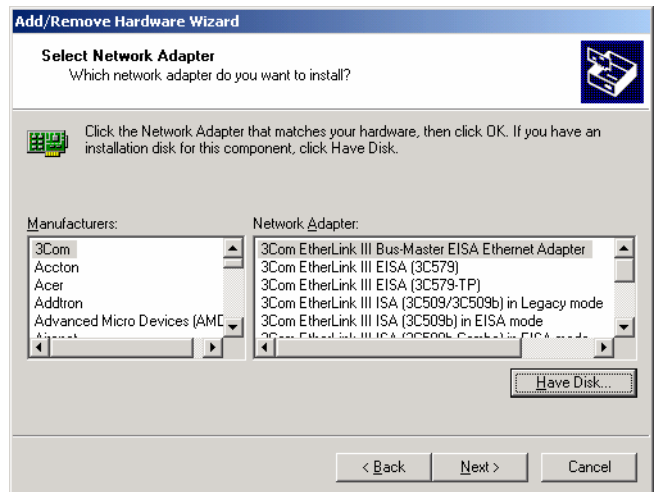 Add/Remove Hardware Wizard
Select Network Adapter
Which network adapter do you want to install?
Click the Network Adapter that matches your hardware, then click OK. If you have an
installation disk for this component, click Have Disk.
Manufacturers:
3Com
Accton
Acer
Addtron
Advanced Micro Devices (AMD
Network Adapter:
3Com EtherLink III Bus-Master EISA Ethernet Adapter
3Com EtherLink III EISA (3C579)
3Com EtherLink III EISA (3C579-TP)
3Com EtherLink III ISA (3C509/3C509b) in Legacy mode
3Com EtherLink III ISA (3C509b) in EISA mode
Have Disk...
< Back
Next >
Cancel